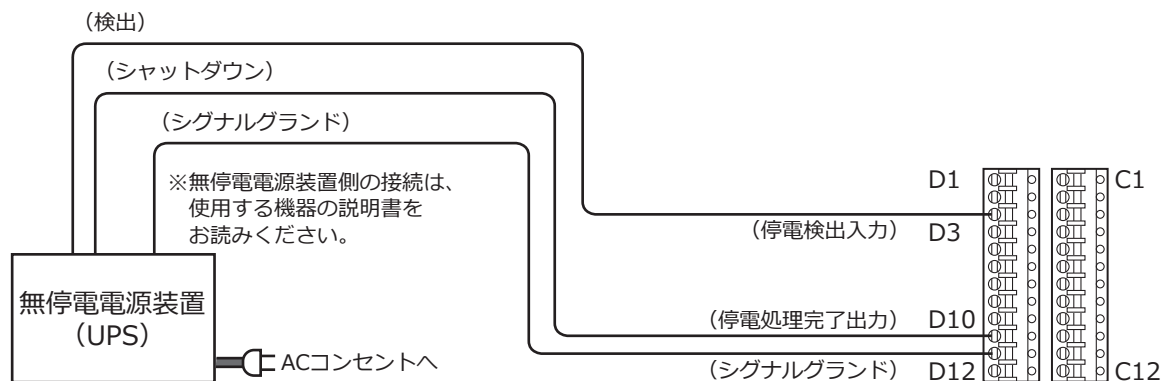 （検出）
（シャットダウン）
（シグナルグランド）
※無停電電源装置側の接続は、
使用する機器の説明書を
お読みください。
D1
C1
（停電検出入力）
D3
無停電電源装置
（UPS）
（停電処理完了出力）
D10
ACコンセントへ
（シグナルグランド）
D12
C12